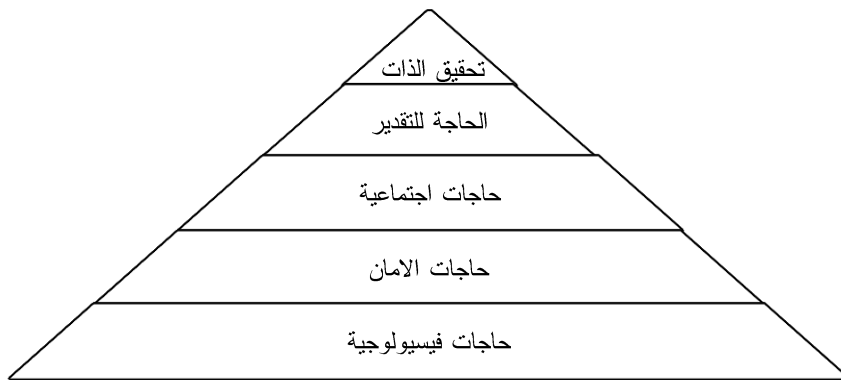 تحقيق الذات
الحاجة للتقدير
حاجات اجتماعية
حاجات الامان
حاجات فيسيولوجية